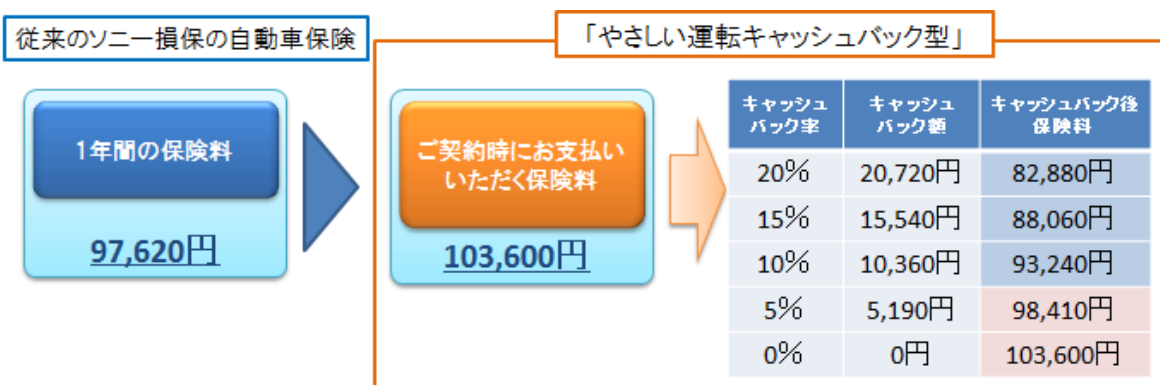 従来のソニー損保の自動車保険
「やさしい運転キャッシュバック型」
1年間の保険料
97,620円
ご契約時にお支払い
いただく保険料
103,600円
キャッシュ
バック率
キャッシュ
バック額
キャッシュバック後
保険料
20% 20,720円 82,880円
15% 15,540円 88,060円
10% 10,360円 93,240円
5% 5,190円 98,410円
0% 0円 103,600円